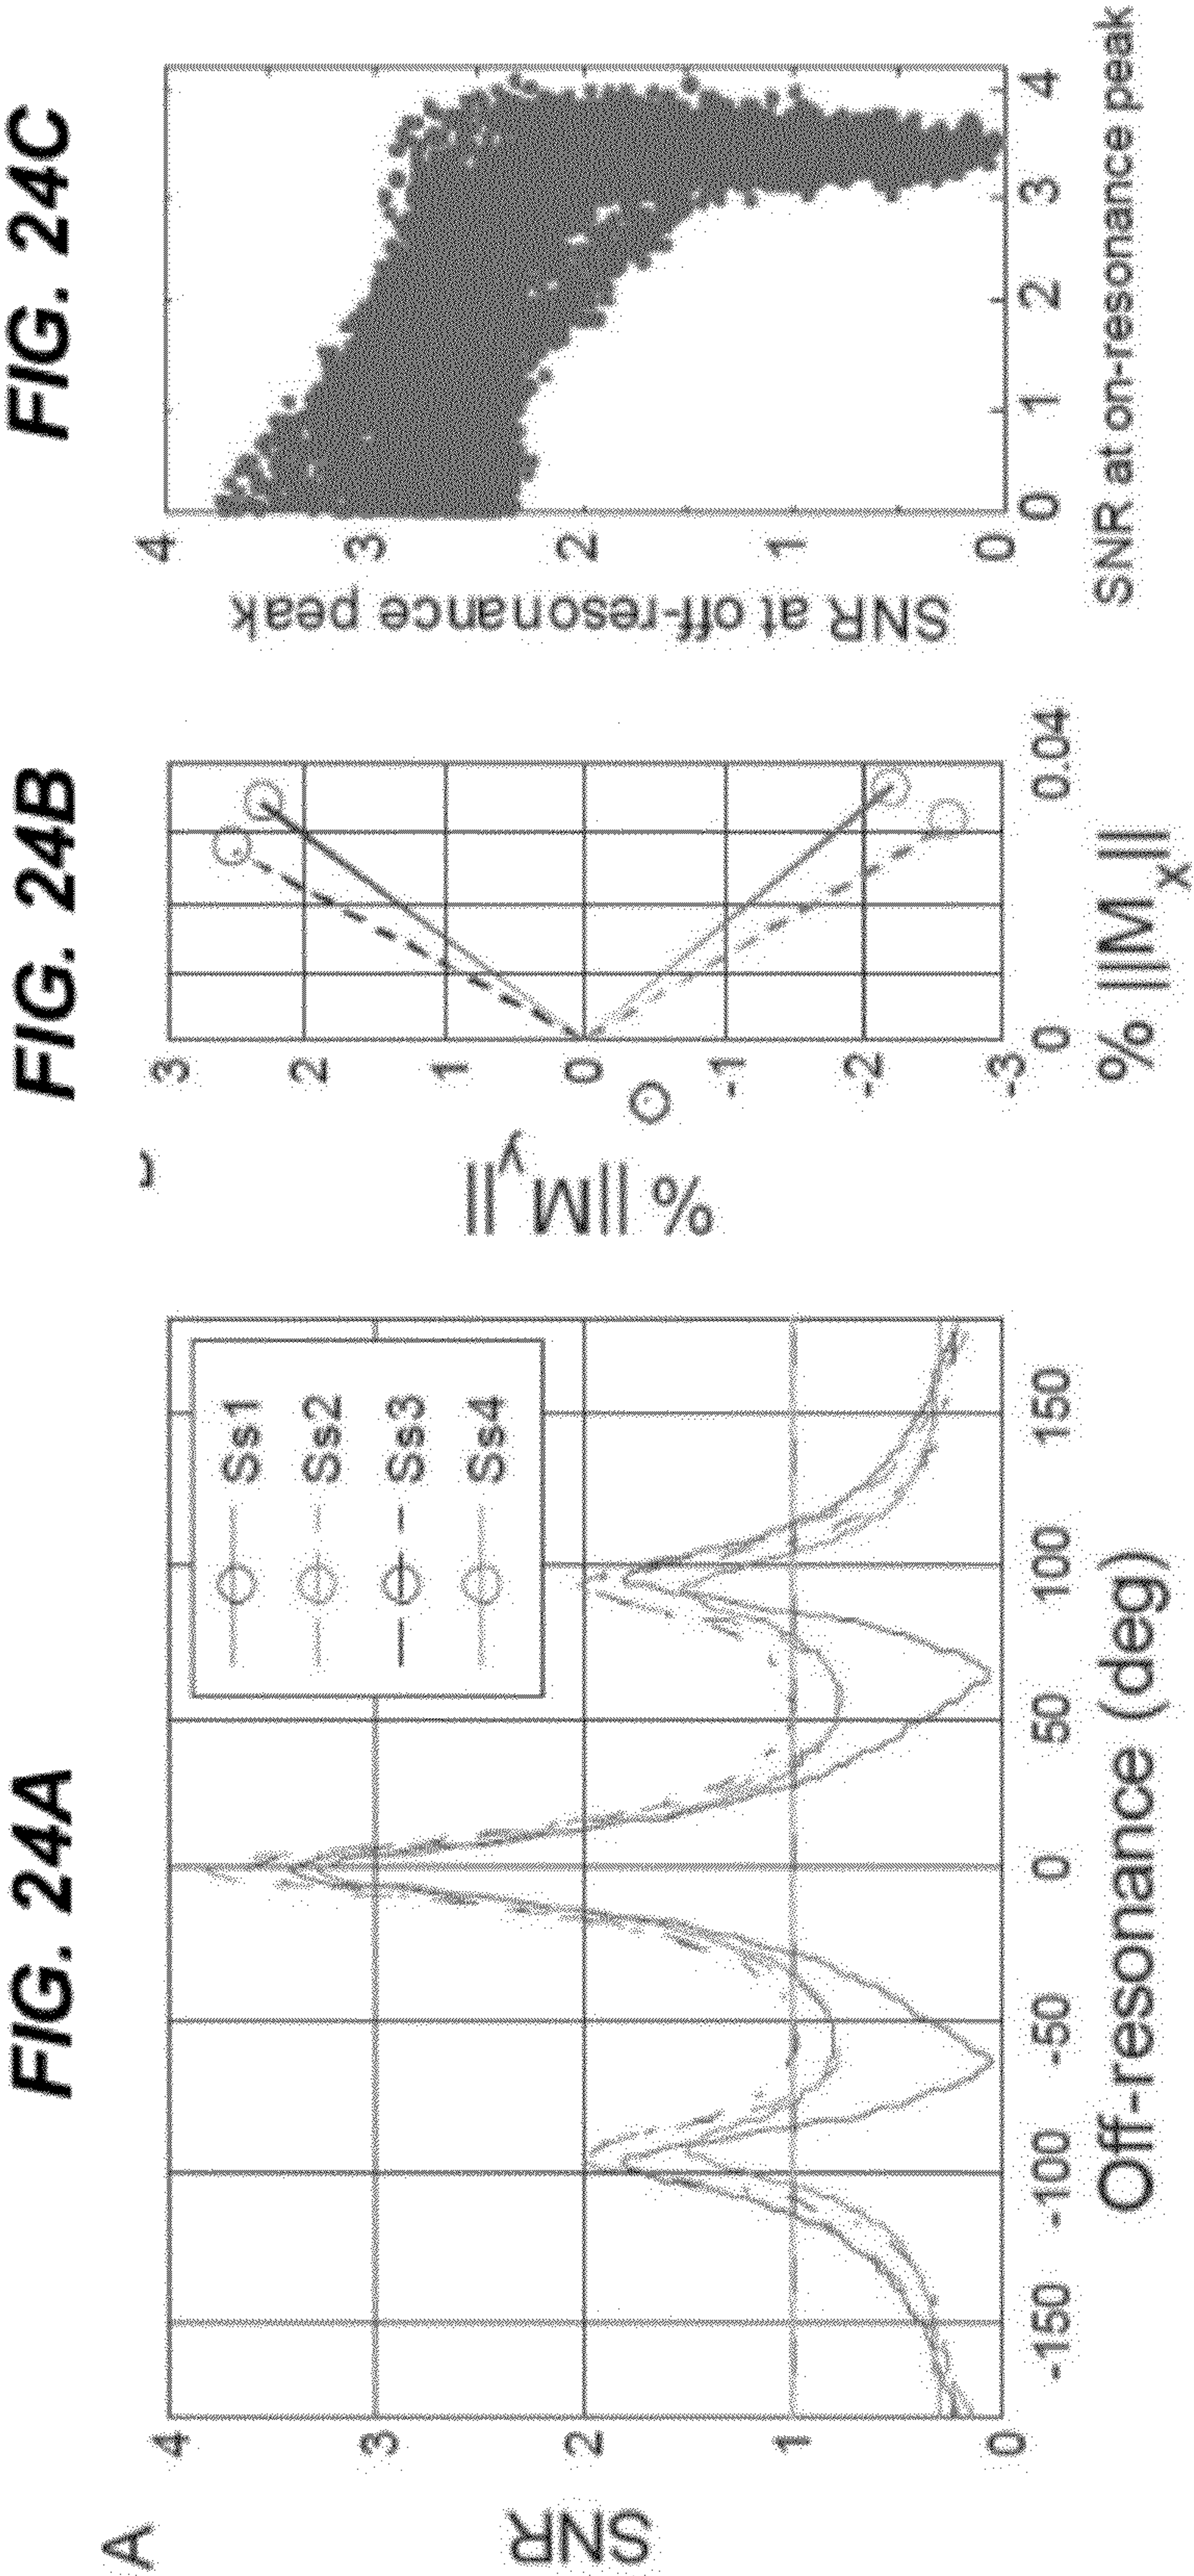 FIG. 24A
A
SNR
4
3
2
1
0
-150
-100
-50
0
50
100
150
Off-resonance (deg)
Ss1
Ss2
Ss3
Ss4
FIG. 24B
% ||My||
3
2
1
0
-1
-2
-3
0
0.04
% ||Mx||
FIG. 24C
SNR at off-resonance peak
4
3
2
1
0
0
1
2
3
4
SNR at on-resonance peak